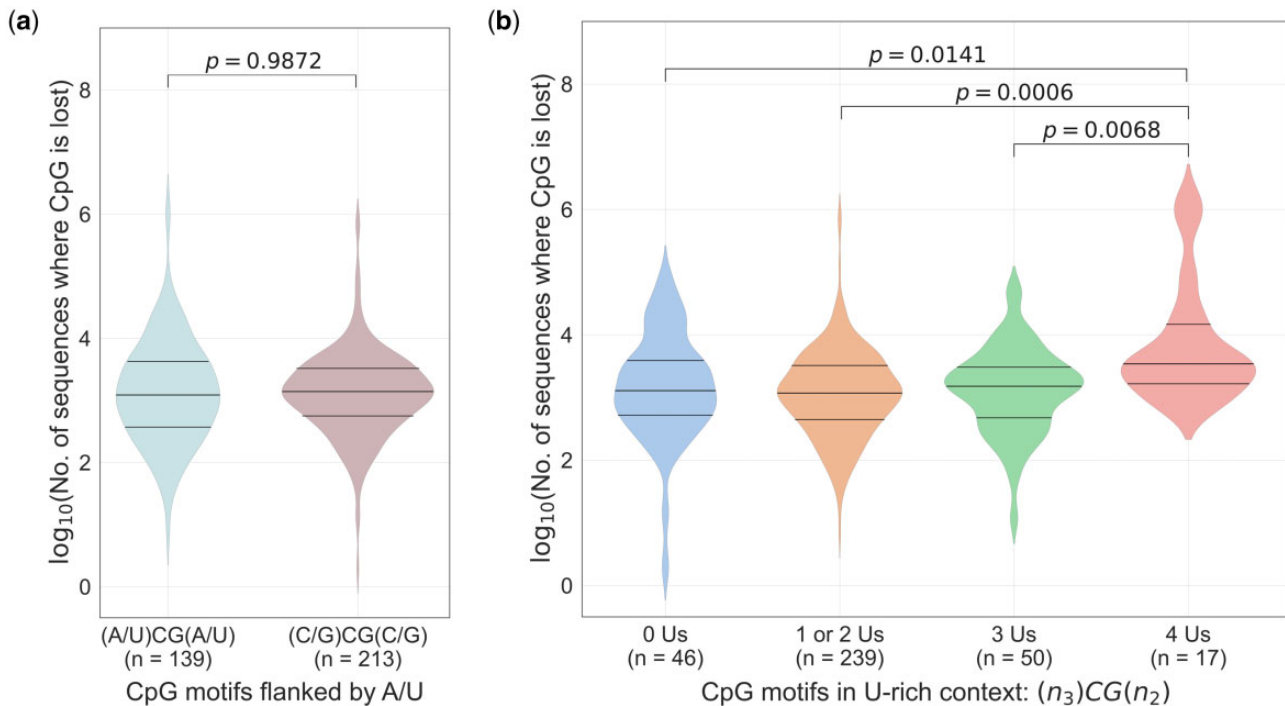 (a)
p = 0.9872
log₁₀(No. of sequences where CpG is lost)
8
6
4
2
0
(A/U)CG(A/U)
(n = 139)
(C/G)CG(C/G)
(n = 213)
CpG motifs flanked by A/U
(b)
p = 0.0141
p = 0.0006
p = 0.0068
log₁₀(No. of sequences where CpG is lost)
8
6
4
2
0
0 Us
(n = 46)
1 or 2 Us
(n = 239)
3 Us
(n = 50)
4 Us
(n = 17)
CpG motifs in U-rich context: (n₃)CG(n₂)